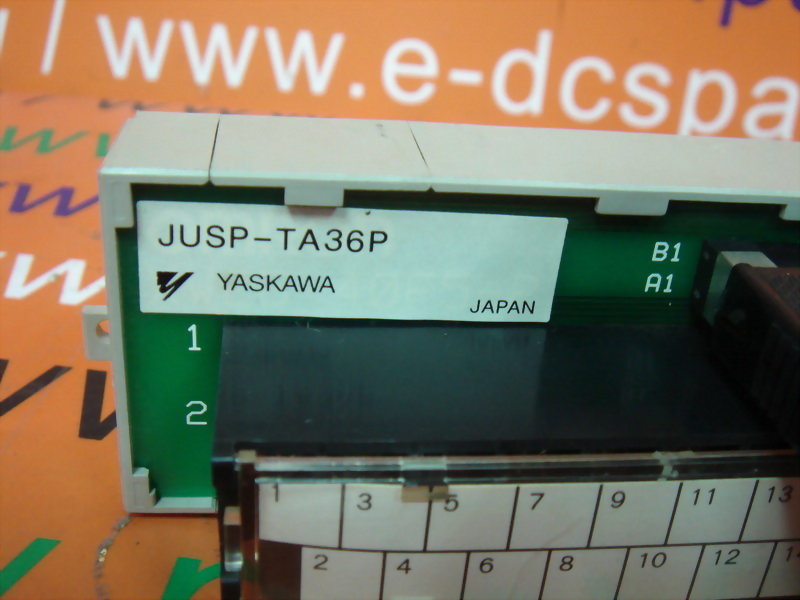 www.e-dcspa
JUSP-TA36P
YASKAWA
JAPAN
B1
A1
1
2
1 3 5 7 9 11 13
2 4 6 8 10 12